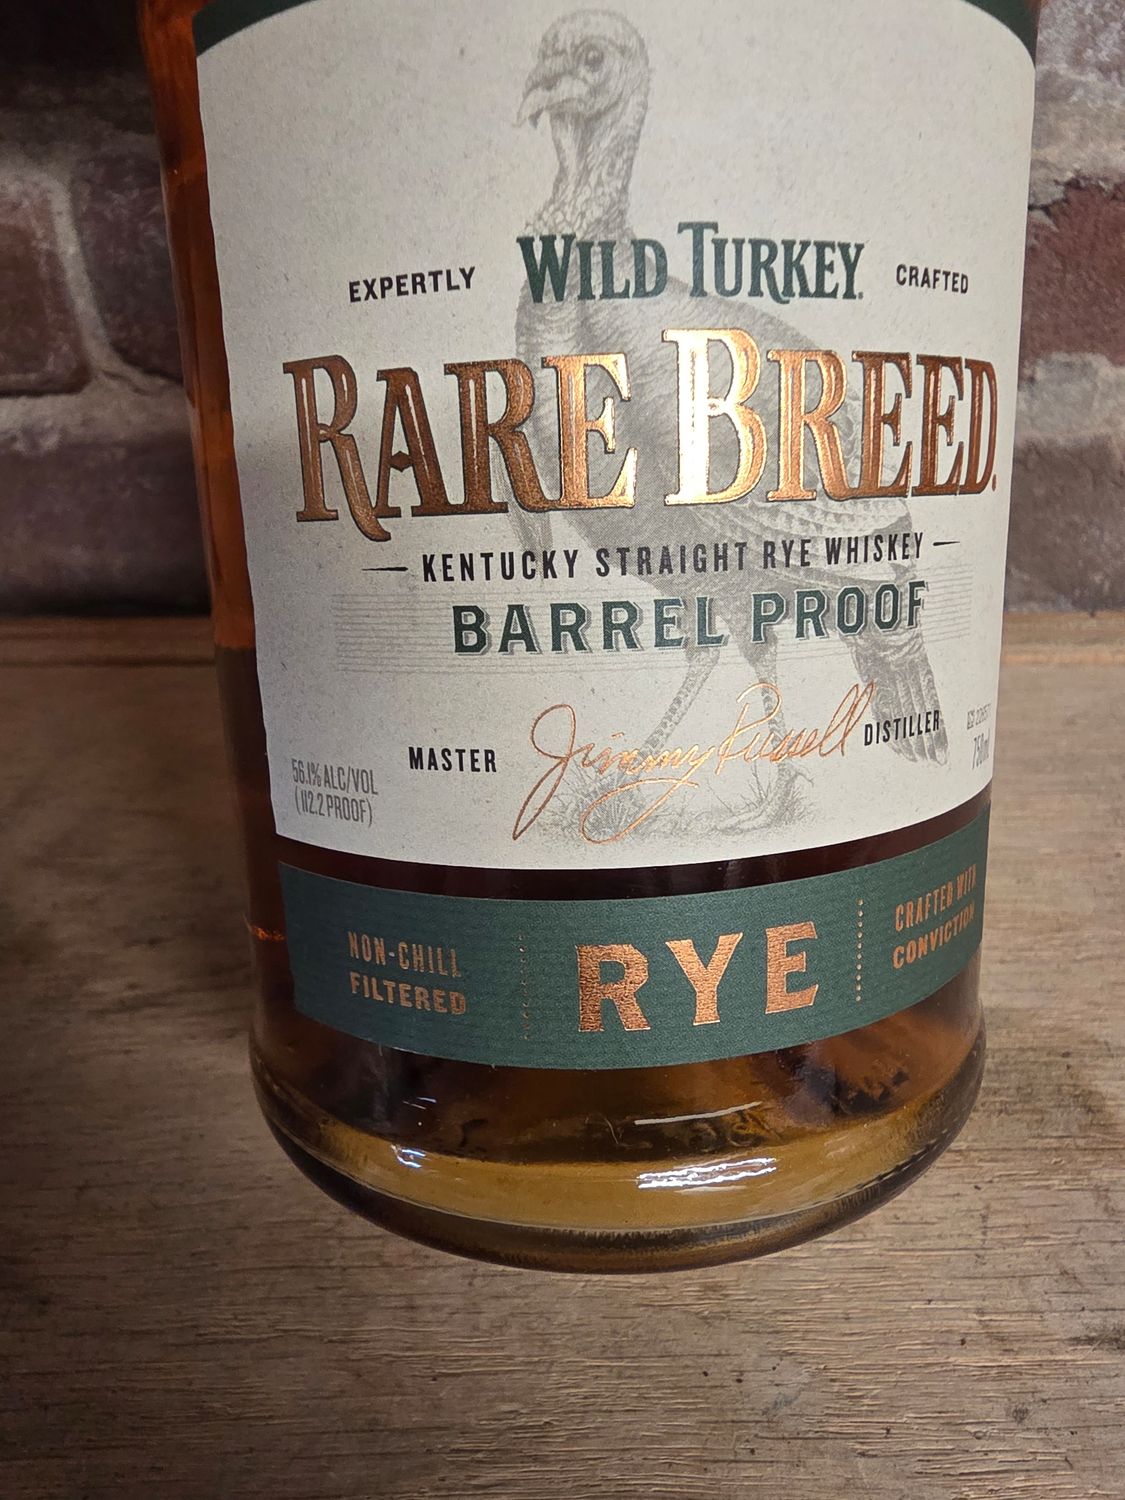 EXPERTLY WILD TURKEY. CRAFTED
RARE BREED.
KENTUCKY STRAIGHT RYE WHISKEY
BARREL PROOF
MASTER Jimmy Russell DISTILLER
750ml
56.1% ALC/VOL
(112.2 PROOF)
NON-CHILL
FILTERED
RYE
CRAFTED WITH
CONVICTION